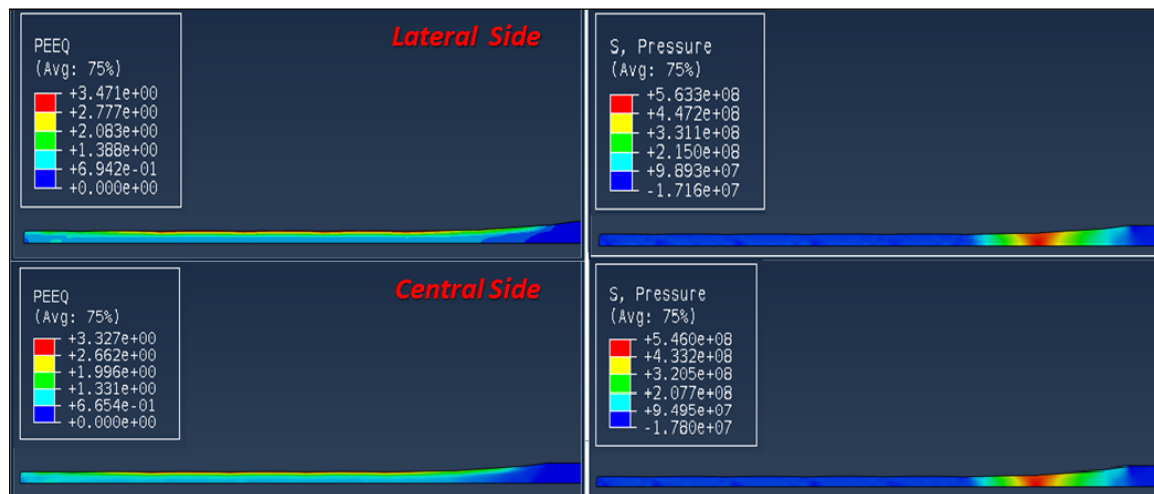 Lateral Side
PEEQ
(Avg: 75%)
+3.471e+00
+2.777e+00
+2.083e+00
+1.388e+00
+6.942e-01
+0.000e+00
S, Pressure
(Avg: 75%)
+5.633e+08
+4.472e+08
+3.311e+08
+2.150e+08
+9.893e+07
-1.716e+07
Central Side
PEEQ
(Avg: 75%)
+3.327e+00
+2.662e+00
+1.996e+00
+1.331e+00
+6.654e-01
+0.000e+00
S, Pressure
(Avg: 75%)
+5.460e+08
+4.332e+08
+3.205e+08
+2.077e+08
+9.495e+07
-1.780e+07